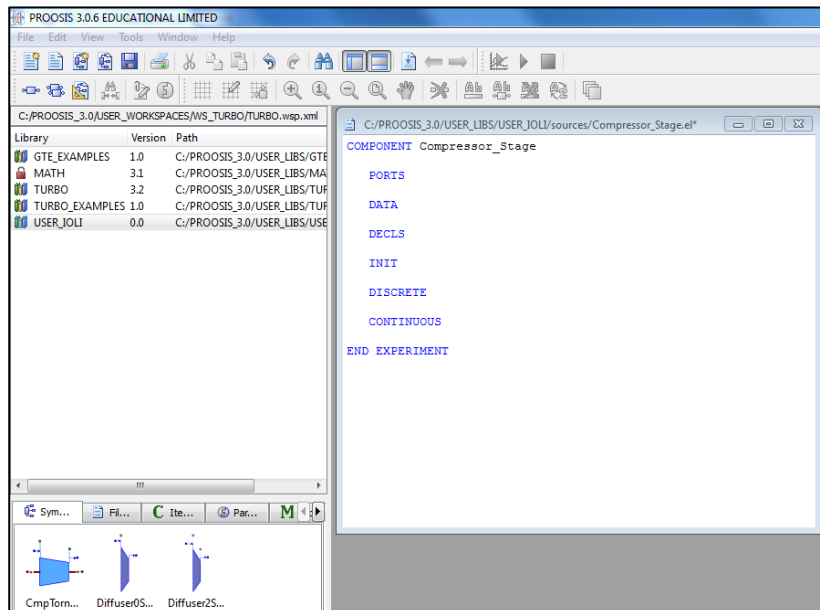 PROOSIS 3.0.6 EDUCATIONAL LIMITED
File Edit View Tools Window Help
C:/PROOSIS_3.0/USER_WORKSPACES/WS_TURBO/TURBO.wsp.xml
Library Version Path
GTE_EXAMPLES 1.0 C:/PROOSIS_3.0/USER_LIBS/GTE
MATH 3.1 C:/PROOSIS_3.0/USER_LIBS/MA
TURBO 3.2 C:/PROOSIS_3.0/USER_LIBS/TUF
TURBO_EXAMPLES 1.0 C:/PROOSIS_3.0/USER_LIBS/TUF
USER_IOLI 0.0 C:/PROOSIS_3.0/USER_LIBS/USE
Sym... Fil... C Ite... Par... M
CmpTorn... Diffuser0S... Diffuser2S...
C:/PROOSIS_3.0/USER_LIBS/USER_IOLI/sources/Compressor_Stage.el*
COMPONENT Compressor_Stage
PORTS
DATA
DECLS
INIT
DISCRETE
CONTINUOUS
END EXPERIMENT